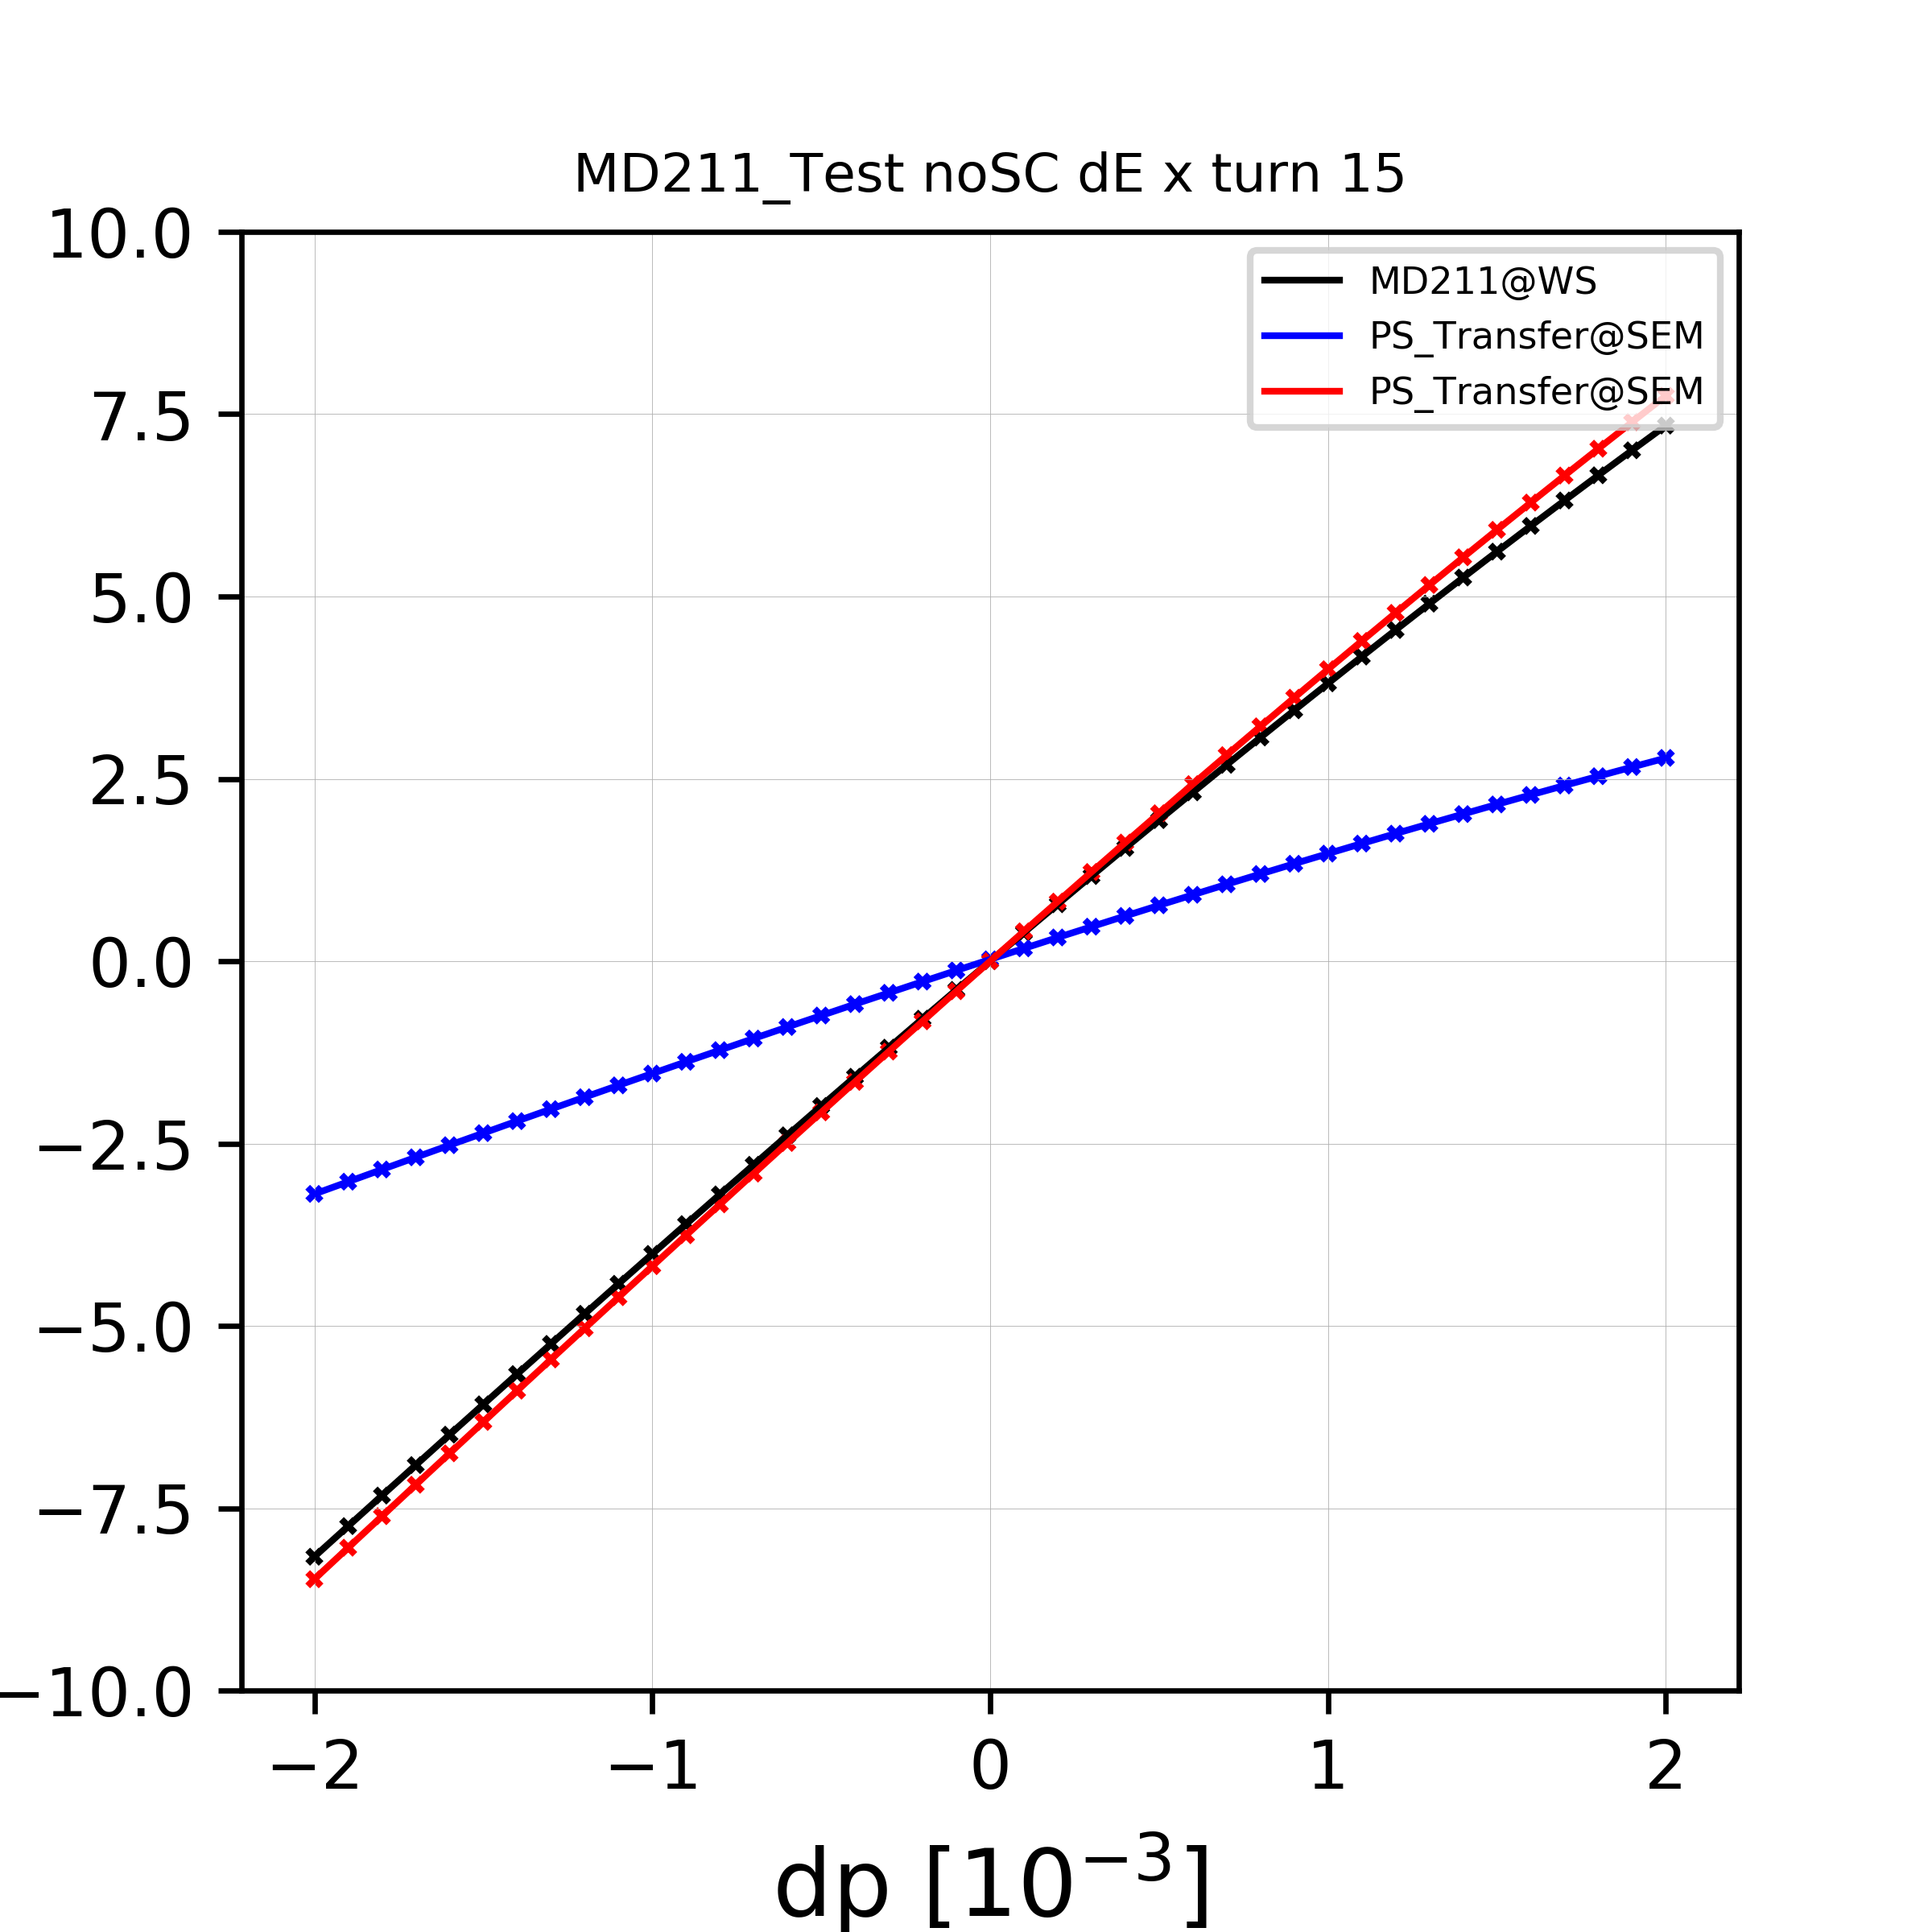 MD211_Test noSC dE x turn 15
10.0
7.5
5.0
2.5
0.0
−2.5
−5.0
−7.5
−10.0
MD211@WS
PS_Transfer@SEM
PS_Transfer@SEM
−2 −1 0 1 2
dp [10⁻³]